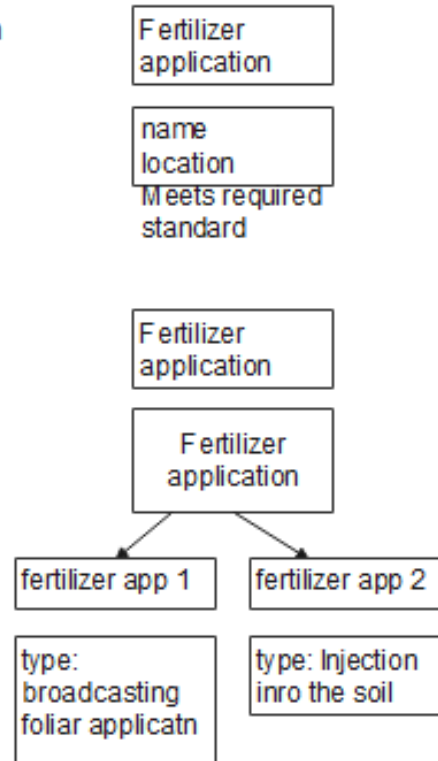 Fertilizer
application
name
location
Meets required
standard
Fertilizer
application
Fertilizer
application
fertilizer app 1
fertilizer app 2
type:
broadcasting
foliar applicatn
type: Injection
inro the soil